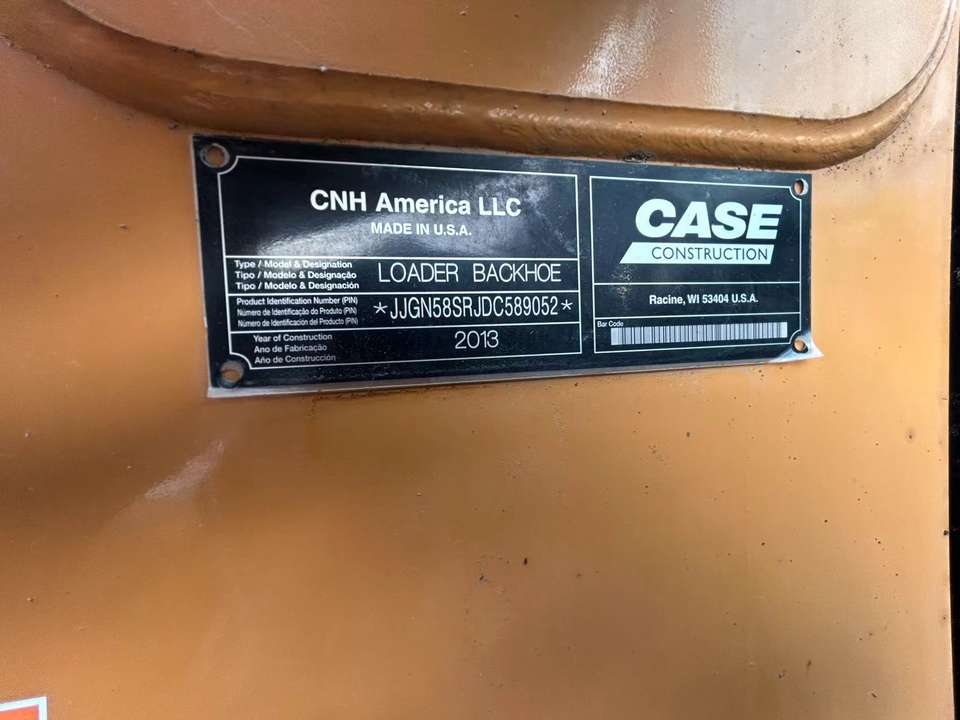 CNH America LLC
MADE IN U.S.A.
Type / Model & Designation
Tipo / Modelo & Designação
Tipo / Modelo & Designación
LOADER BACKHOE
Product Identification Number (PIN)
Número de Identificação do Produto (PIN)
Número de Identificación del Producto (PIN)
*JJGN58SRJDC589052*
Year of Construction
Ano de Fabricação
Año de Construcción
2013
CASE
CONSTRUCTION
Racine, WI 53404 U.S.A.
Bar Code